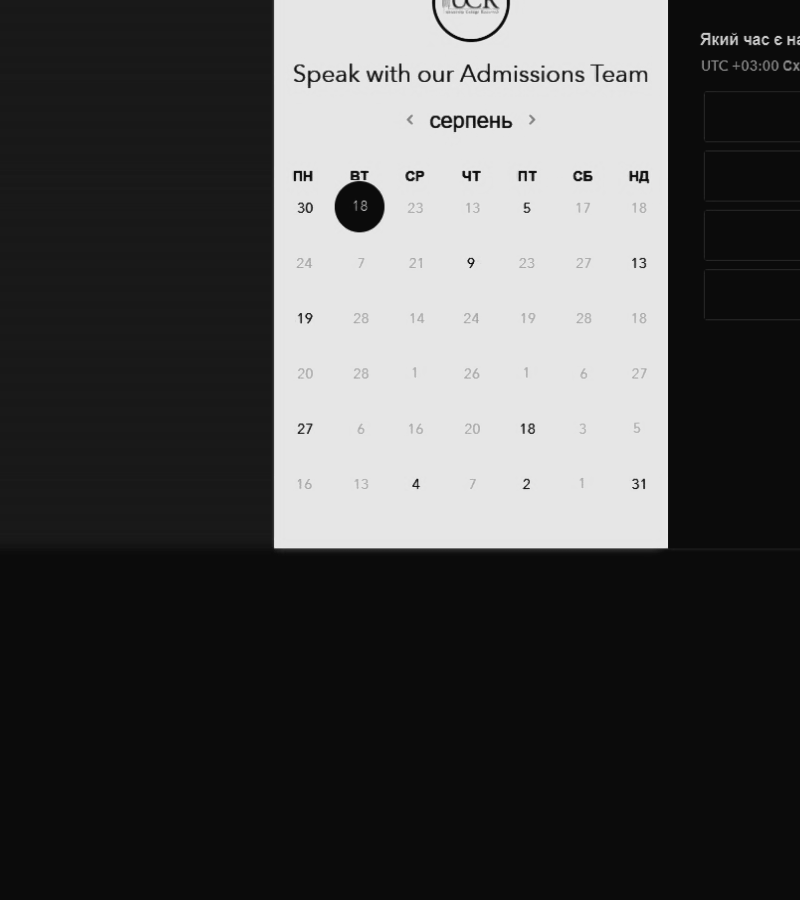 UCR
Speak with our Admissions Team
< серпень >
ПН ВТ СР ЧТ ПТ СБ НД
30 18 23 13 5 17 18
24 7 21 9 23 27 13
19 28 14 24 19 28 18
20 28 1 26 1 6 27
27 6 16 20 18 3 5
16 13 4 7 2 1 31
Який час є на
UTC +03:00 Сх